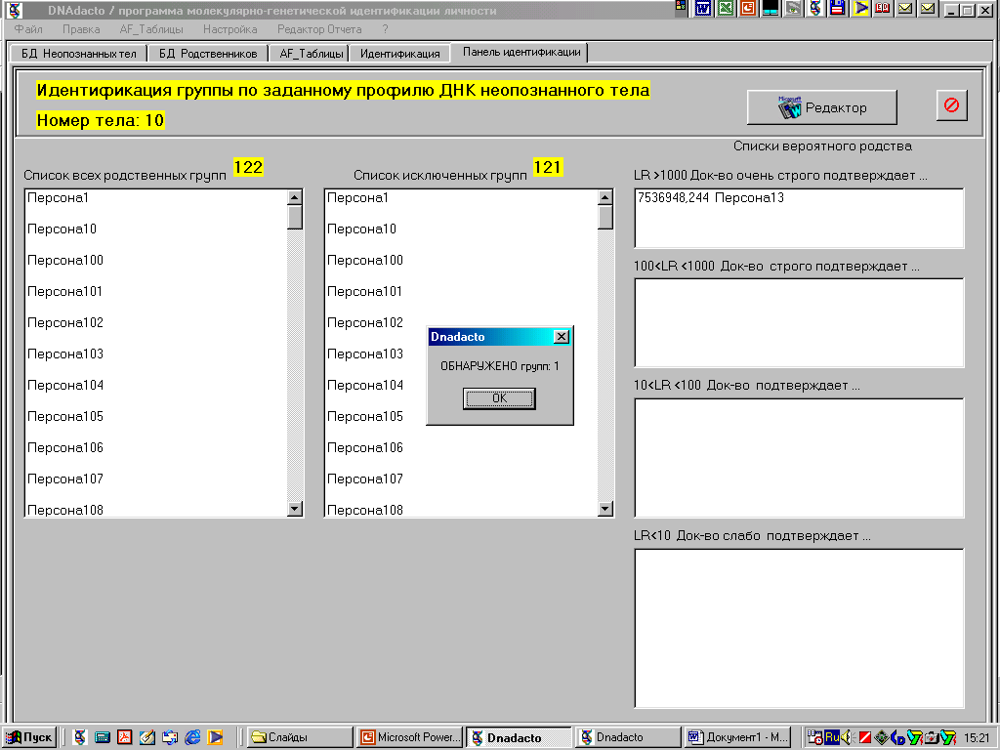 DNAdacto / программа молекулярно-генетической идентификации личности
Файл Правка AF_Таблицы Настройка Редактор Отчета ?
БД Неопознанных тел БД Родственников AF_Таблицы Идентификация Панель идентификации
Идентификация группы по заданному профилю ДНК неопознанного тела
Номер тела: 10
Редактор
Списки вероятного родства
Список всех родственных групп 122
Персона1
Персона10
Персона100
Персона101
Персона102
Персона103
Персона104
Персона105
Персона106
Персона107
Персона108
Список исключенных групп 121
Персона1
Персона10
Персона100
Персона101
Персона102
Персона103
Персона104
Персона105
Персона106
Персона107
Персона108
Dnadacto
ОБНАРУЖЕНО групп: 1
OK
LR >1000 Док-во очень строго подтверждает ...
7536948,244 Персона13
100<LR <1000 Док-во строго подтверждает ...
10<LR <100 Док-во подтверждает ...
LR<10 Док-во слабо подтверждает ...
Пуск Слайды Microsoft Power... Dnadacto Dnadacto Документ1 - М... Ru 15:21